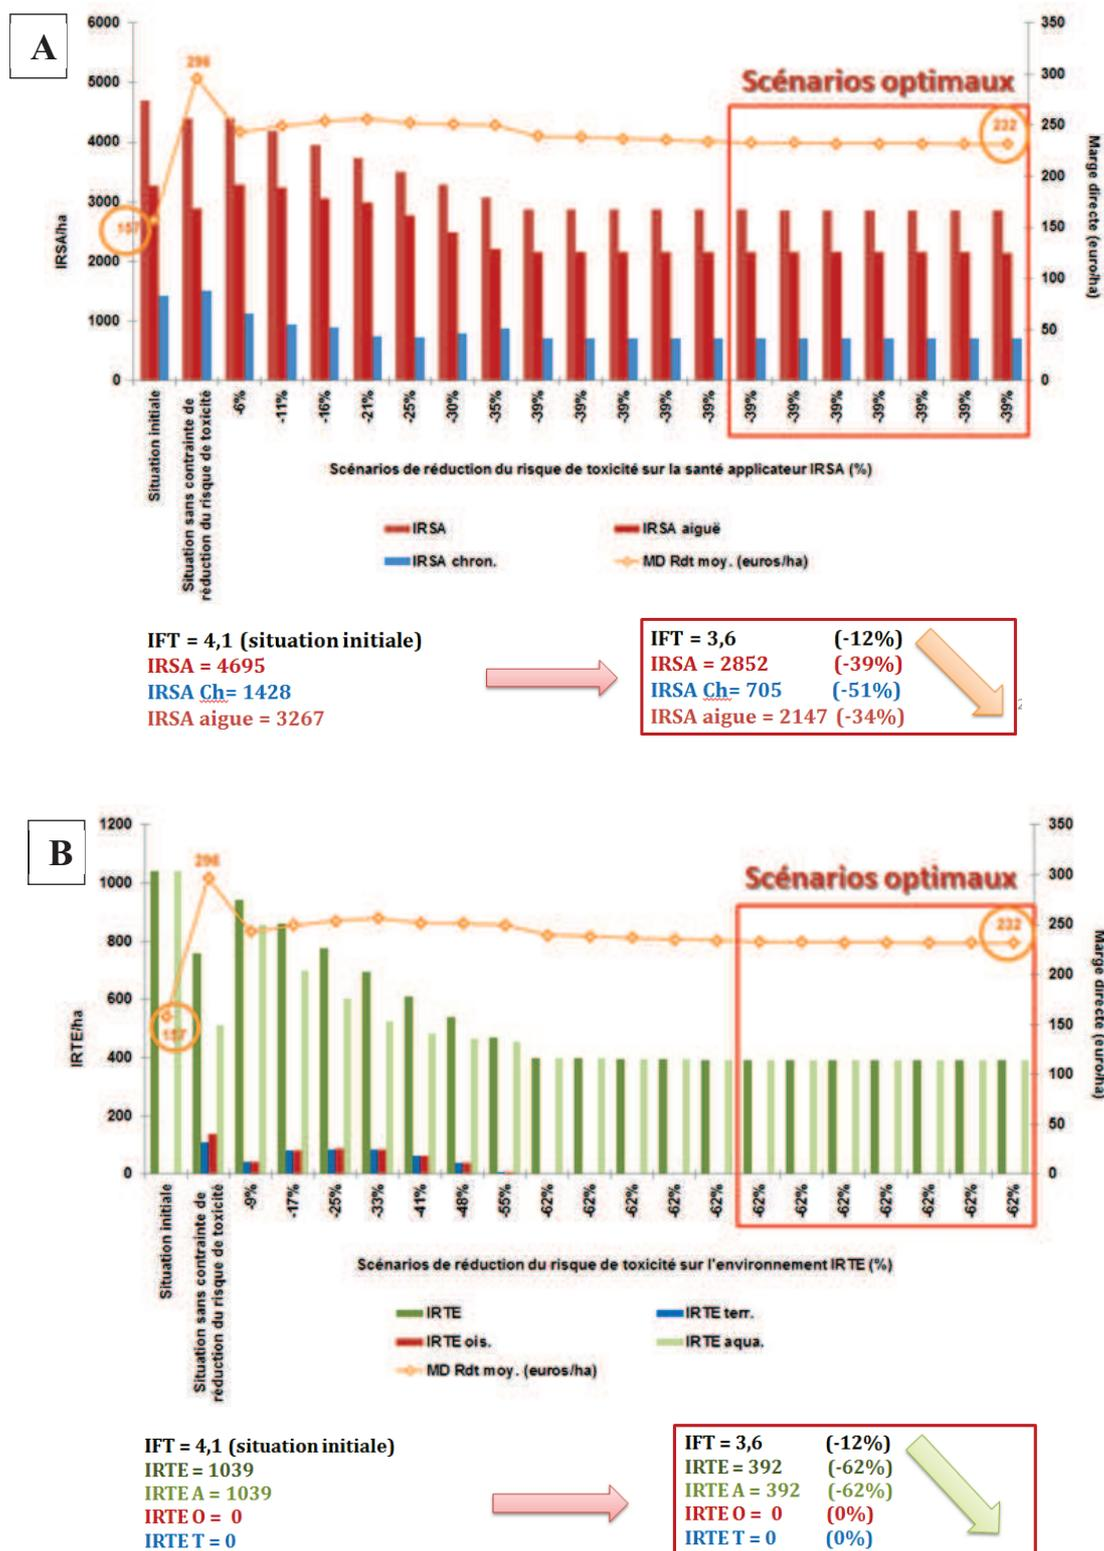 A
6000
5000
4000
3000
2000
1000
0
IRSA/ha
350
300
250
200
150
100
50
0
Marge directe (euro/ha)
296
157
Scénarios optimaux
232
Situation initiale
Situation sans contrainte de
réduction du risque de toxicité
-6%
-11%
-16%
-21%
-25%
-30%
-35%
-39%
-39%
-39%
-39%
-39%
-39%
-39%
-39%
-39%
-39%
-39%
-39%
Scénarios de réduction du risque de toxicité sur la santé applicateur IRSA (%)
IRSA IRSA aiguë
IRSA chron. MD Rdt moy. (euros/ha)
IFT = 4,1 (situation initiale)
IRSA = 4695
IRSA Ch= 1428
IRSA aigue = 3267
IFT = 3,6 (-12%)
IRSA = 2852 (-39%)
IRSA Ch= 705 (-51%)
IRSA aigue = 2147 (-34%)
B
1200
1000
800
600
400
200
0
IRTE/ha
350
300
250
200
150
100
50
0
Marge directe (euro/ha)
296
157
Scénarios optimaux
232
Situation initiale
Situation sans contrainte de
réduction du risque de toxicité
-9%
-17%
-25%
-33%
-41%
-48%
-55%
-62%
-62%
-62%
-62%
-62%
-62%
-62%
-62%
-62%
-62%
-62%
-62%
Scénarios de réduction du risque de toxicité sur l'environnement IRTE (%)
IRTE IRTE terr.
IRTE ois. IRTE aqua.
MD Rdt moy. (euros/ha)
IFT = 4,1 (situation initiale)
IRTE = 1039
IRTE A = 1039
IRTE O = 0
IRTE T = 0
IFT = 3,6 (-12%)
IRTE = 392 (-62%)
IRTE A = 392 (-62%)
IRTE O = 0 (0%)
IRTE T = 0 (0%)